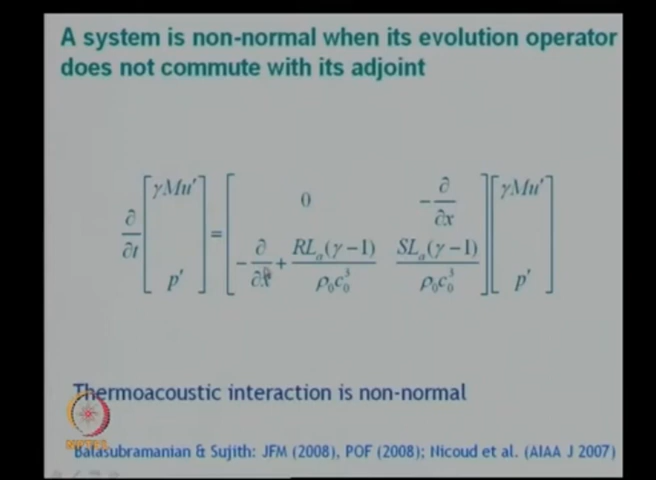 A system is non-normal when its evolution operator
does not commute with its adjoint
∂/∂t [γMu′ p′] = [0 −∂/∂x −∂/∂x + RLₐ(γ−1)/ρ₀c₀³ SLₐ(γ−1)/ρ₀c₀³] [γMu′ p′]
Thermoacoustic interaction is non-normal
NPTEL
Balasubramanian & Sujith: JFM (2008), POF (2008); Nicoud et al. (AIAA J 2007)